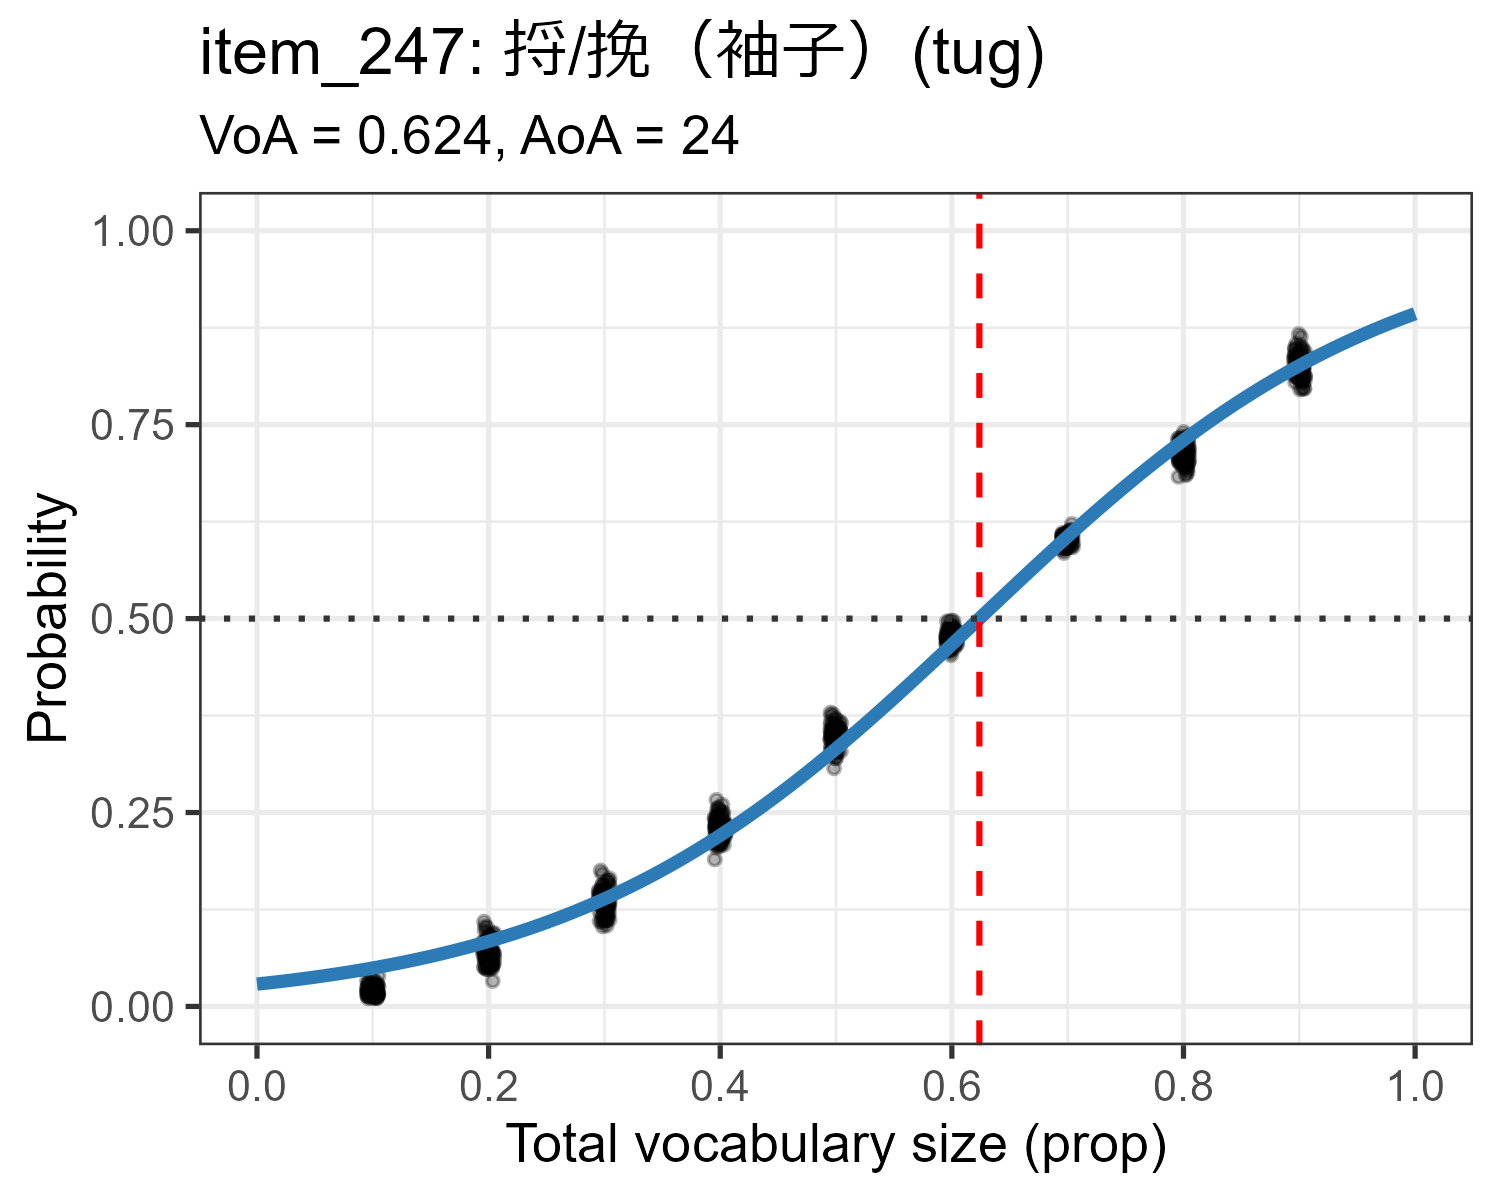 item_247: 捋/挽（袖子）(tug)
VoA = 0.624, AoA = 24
1.00
0.75
0.50
0.25
0.00
Probability
0.0 0.2 0.4 0.6 0.8 1.0
Total vocabulary size (prop)